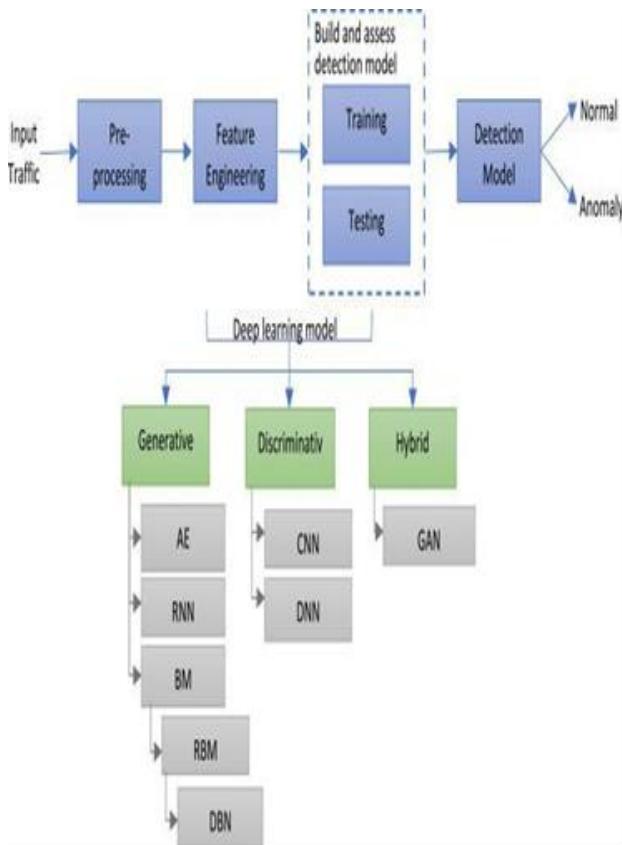 Build and assess
detection model
Input
Traffic
Pre-
processing
Feature
Engineering
Training
Testing
Detection
Model
Normal
Anomaly
Deep learning model
Generative
Discriminativ
Hybrid
AE
RNN
BM
RBM
DBN
CNN
DNN
GAN